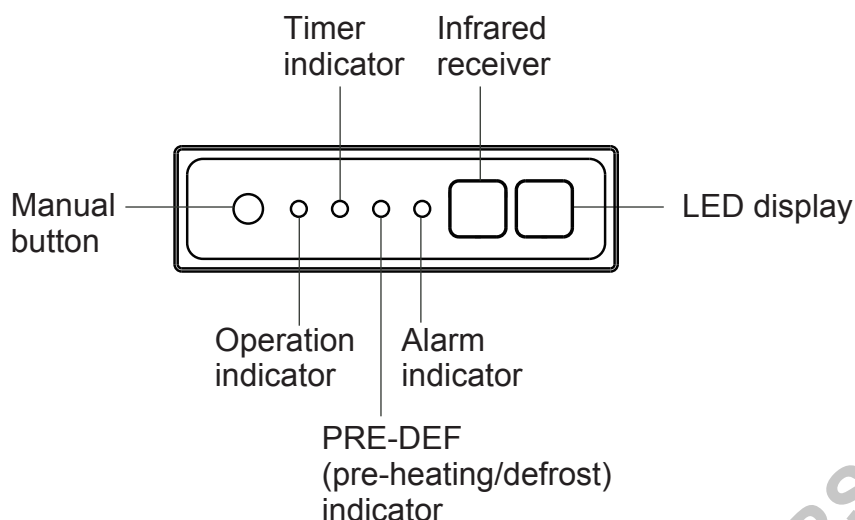 Timer
indicator
Infrared
receiver
Manual
button
LED display
Operation
indicator
Alarm
indicator
PRE-DEF
(pre-heating/defrost)
indicator